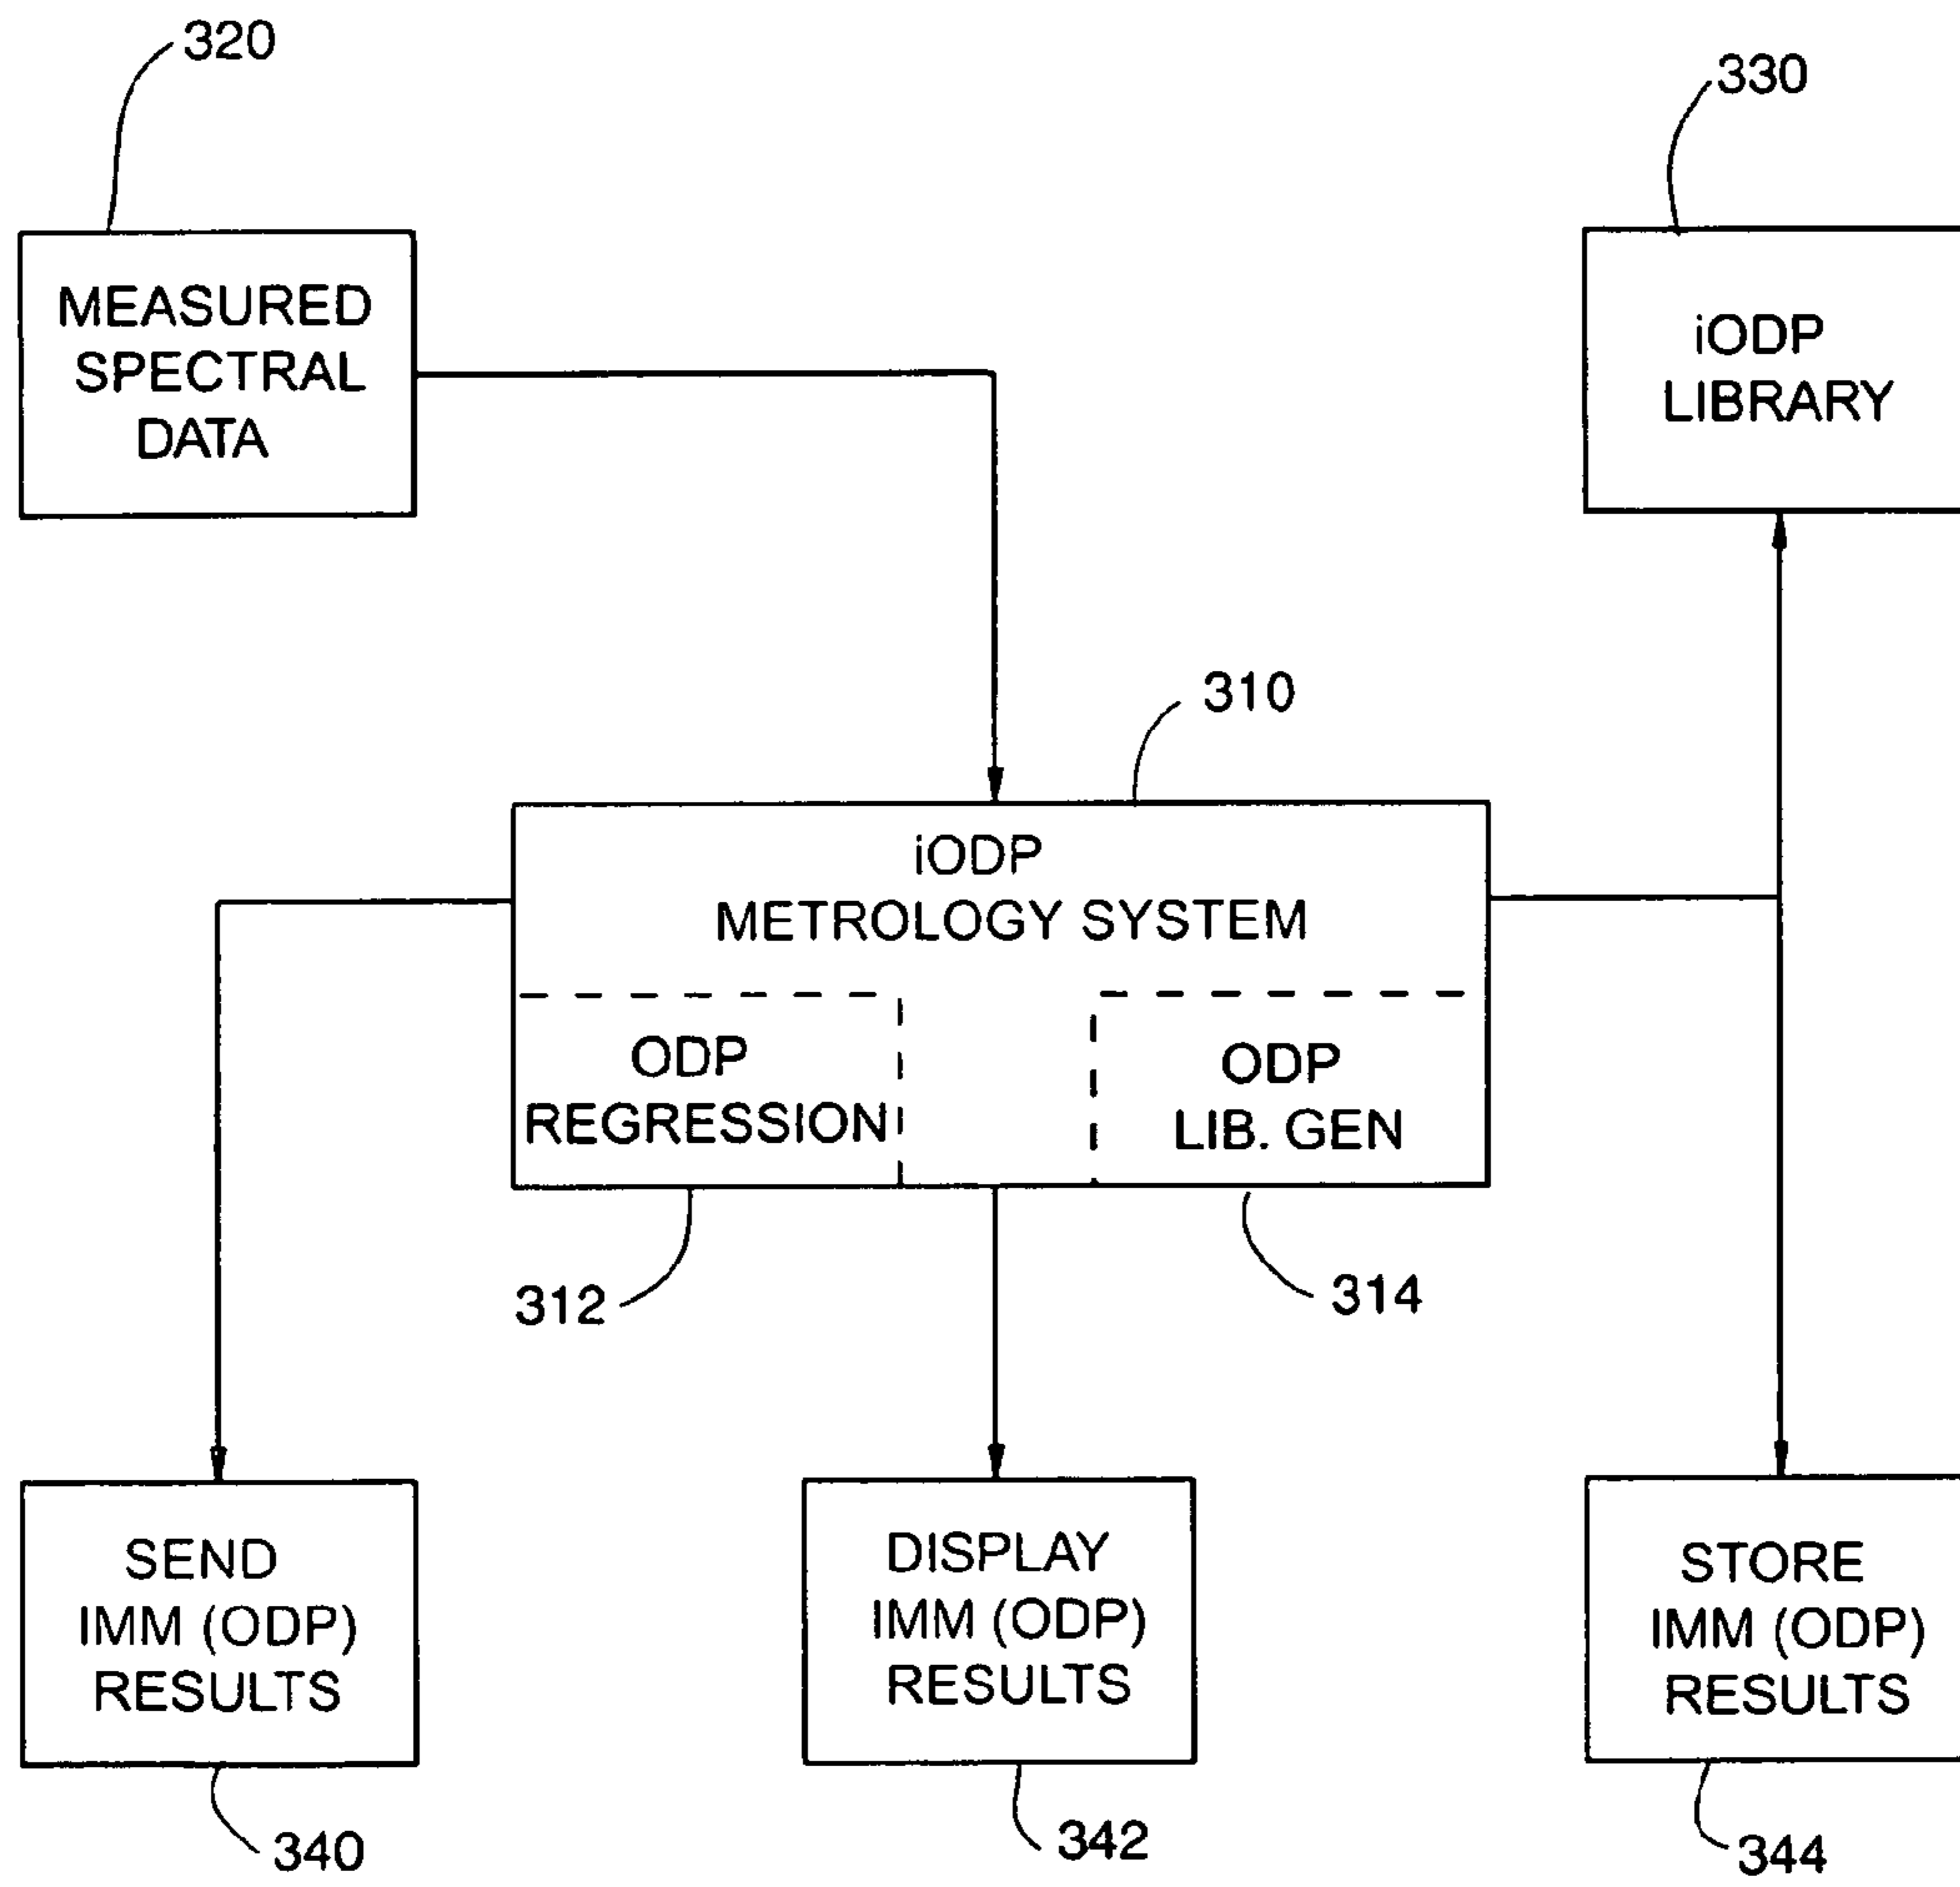 320
330
MEASURED
SPECTRAL
DATA
iODP
LIBRARY
310
iODP
METROLOGY SYSTEM
ODP
REGRESSION
ODP
LIB. GEN
312
314
SEND
IMM (ODP)
RESULTS
DISPLAY
IMM (ODP)
RESULTS
STORE
IMM (ODP)
RESULTS
340
342
344